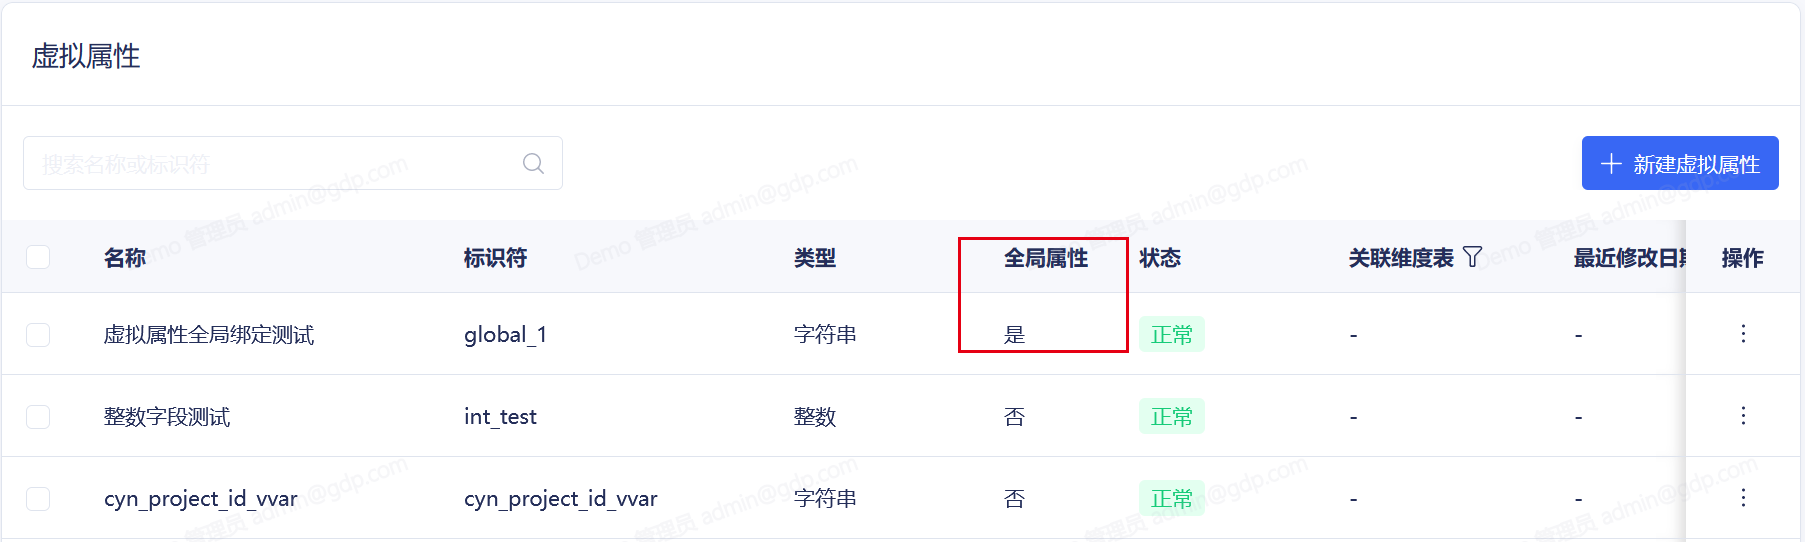 虚拟属性
搜索名称或标识符
新建虚拟属性
名称 标识符 类型 全局属性 状态 关联维度表 最近修改日期 操作
虚拟属性全局绑定测试 global_1 字符串 是 正常 - -
整数字段测试 int_test 整数 否 正常 - -
cyn_project_id_vvar cyn_project_id_vvar 字符串 否 正常 - -
Demo 管理员 admin@gdp.com